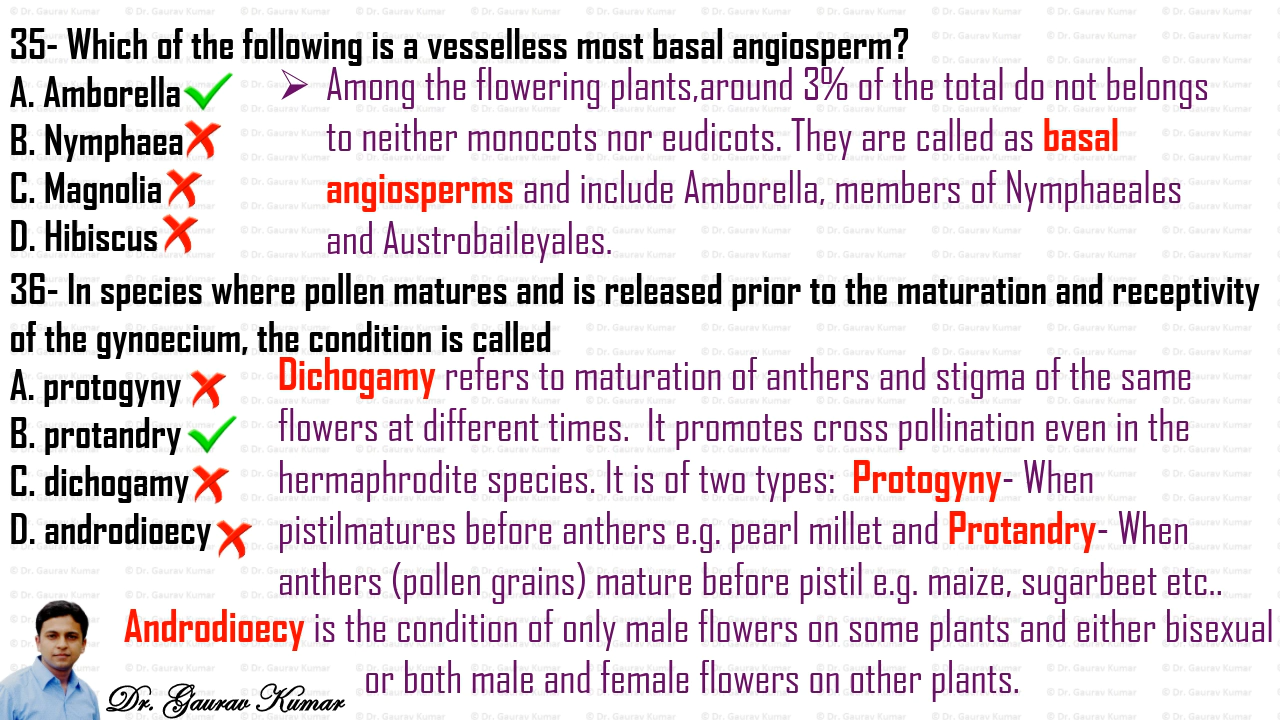 35- Which of the following is a vesselless most basal angiosperm?
A. Amborella
B. Nymphaea
C. Magnolia
D. Hibiscus
Among the flowering plants,around 3% of the total do not belongs
to neither monocots nor eudicots. They are called as basal
angiosperms and include Amborella, members of Nymphaeales
and Austrobaileyales.
36- In species where pollen matures and is released prior to the maturation and receptivity
of the gynoecium, the condition is called
A. protogyny
B. protandry
C. dichogamy
D. androdioecy
Dichogamy refers to maturation of anthers and stigma of the same
flowers at different times. It promotes cross pollination even in the
hermaphrodite species. It is of two types: Protogyny- When
pistilmatures before anthers e.g. pearl millet and Protandry- When
anthers (pollen grains) mature before pistil e.g. maize, sugarbeet etc..
Androdioecy is the condition of only male flowers on some plants and either bisexual
or both male and female flowers on other plants.
Dr. Gaurav Kumar